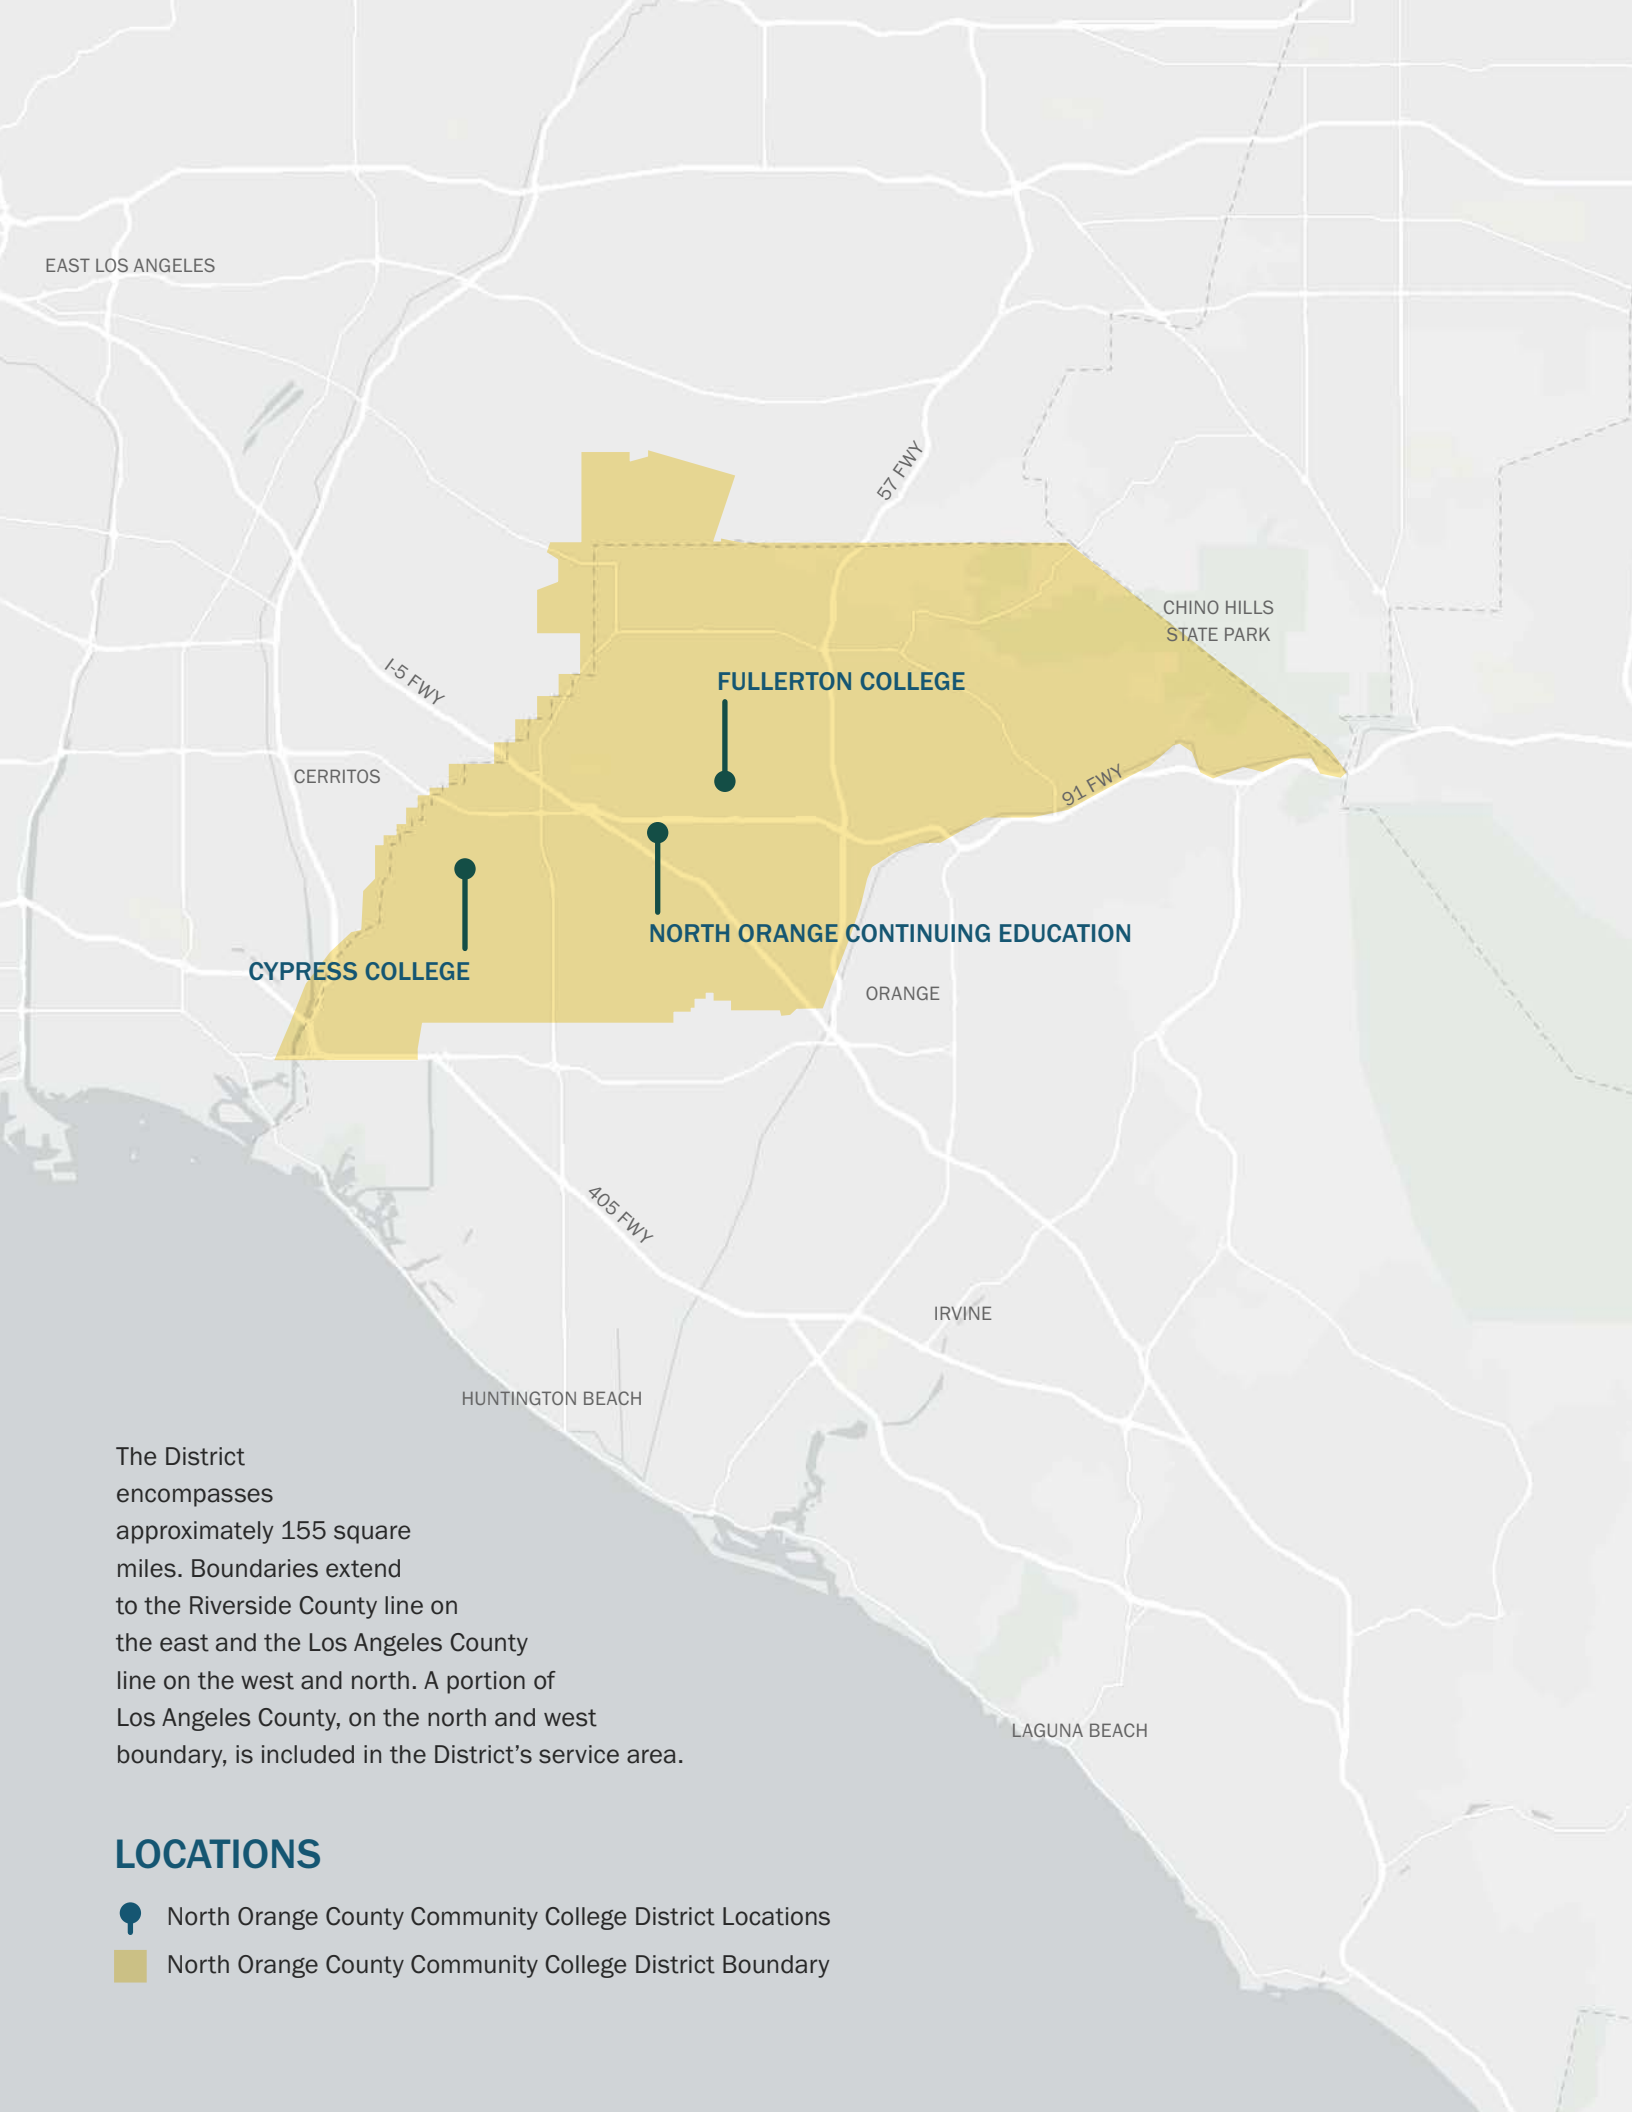 EAST LOS ANGELES
57 FWY
CHINO HILLS
STATE PARK
I-5 FWY
FULLERTON COLLEGE
CERRITOS
91 FWY
NORTH ORANGE CONTINUING EDUCATION
CYPRESS COLLEGE
ORANGE
405 FWY
IRVINE
HUNTINGTON BEACH
The District
encompasses
approximately 155 square
miles. Boundaries extend
to the Riverside County line on
the east and the Los Angeles County
line on the west and north. A portion of
Los Angeles County, on the north and west
boundary, is included in the District's service area.
LAGUNA BEACH
LOCATIONS
North Orange County Community College District Locations
North Orange County Community College District Boundary